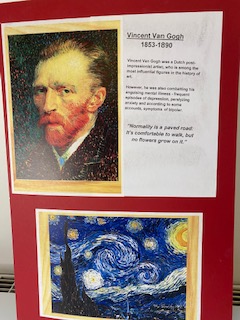 Vincent Van Gogh
1853-1890
Vincent Van Gogh was a Dutch post-
impressionist artist, who is among the
most influential figures in the history of
art.
However, he was also combatting his
ongoing mental illness - frequent
episodes of depression, paralyzing
anxiety and according to some
accounts, symptoms of bipolar.
"Normality is a paved road:
It's comfortable to walk, but
no flowers grow on it."